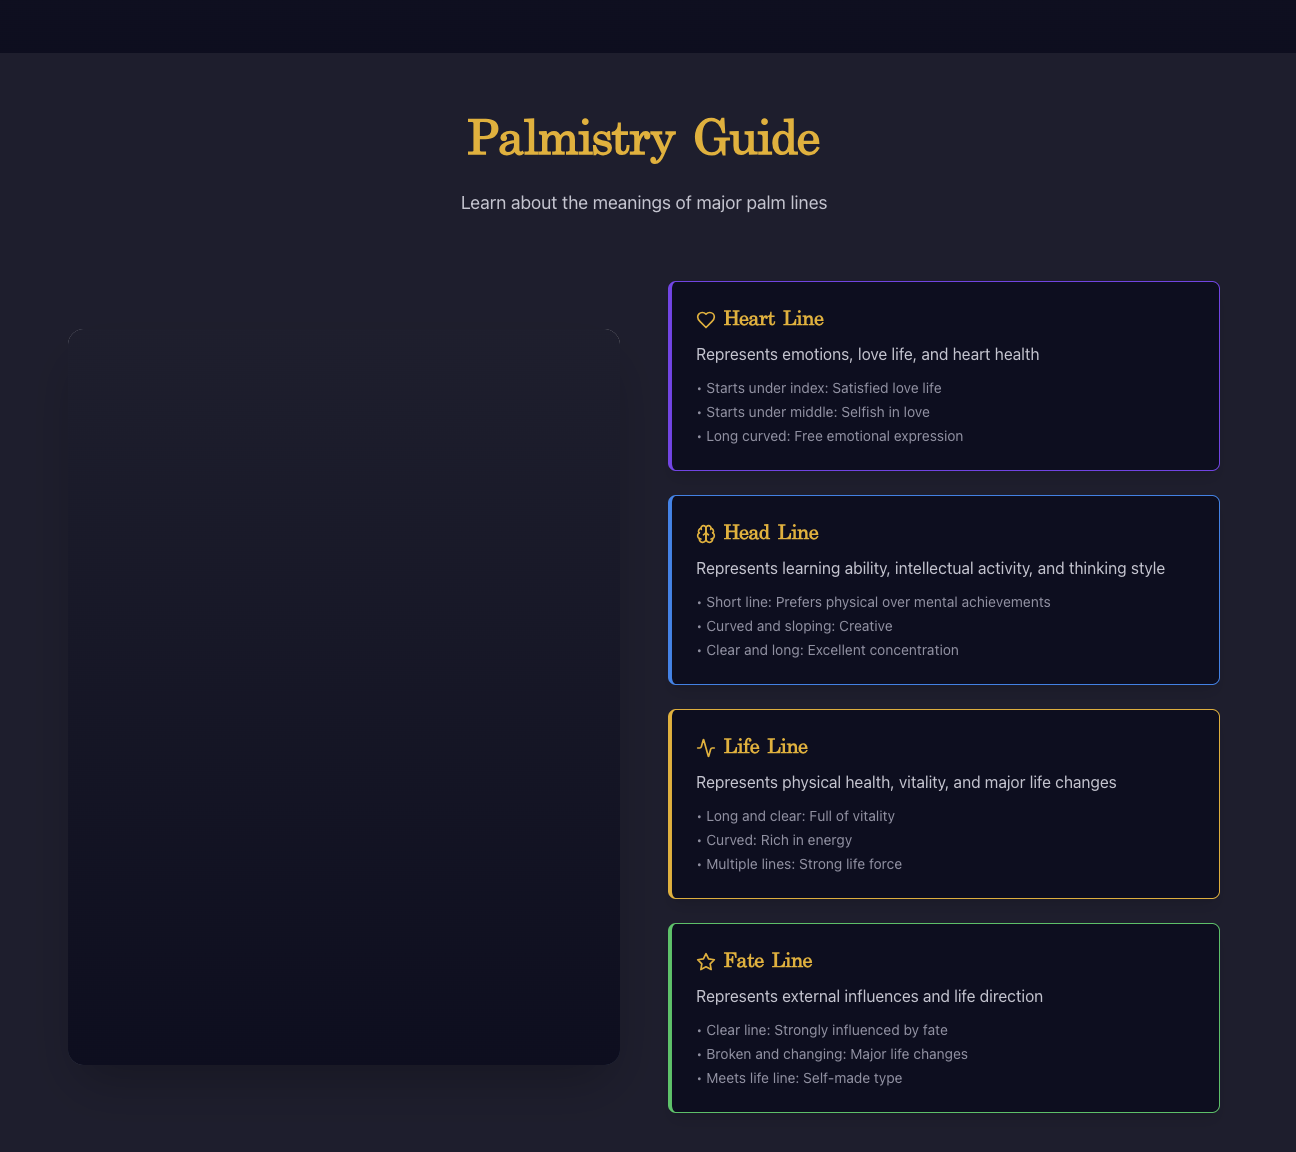 Palmistry Guide
Learn about the meanings of major palm lines
Heart Line
Represents emotions, love life, and heart health
• Starts under index: Satisfied love life
• Starts under middle: Selfish in love
• Long curved: Free emotional expression
Head Line
Represents learning ability, intellectual activity, and thinking style
• Short line: Prefers physical over mental achievements
• Curved and sloping: Creative
• Clear and long: Excellent concentration
Life Line
Represents physical health, vitality, and major life changes
• Long and clear: Full of vitality
• Curved: Rich in energy
• Multiple lines: Strong life force
Fate Line
Represents external influences and life direction
• Clear line: Strongly influenced by fate
• Broken and changing: Major life changes
• Meets life line: Self-made type